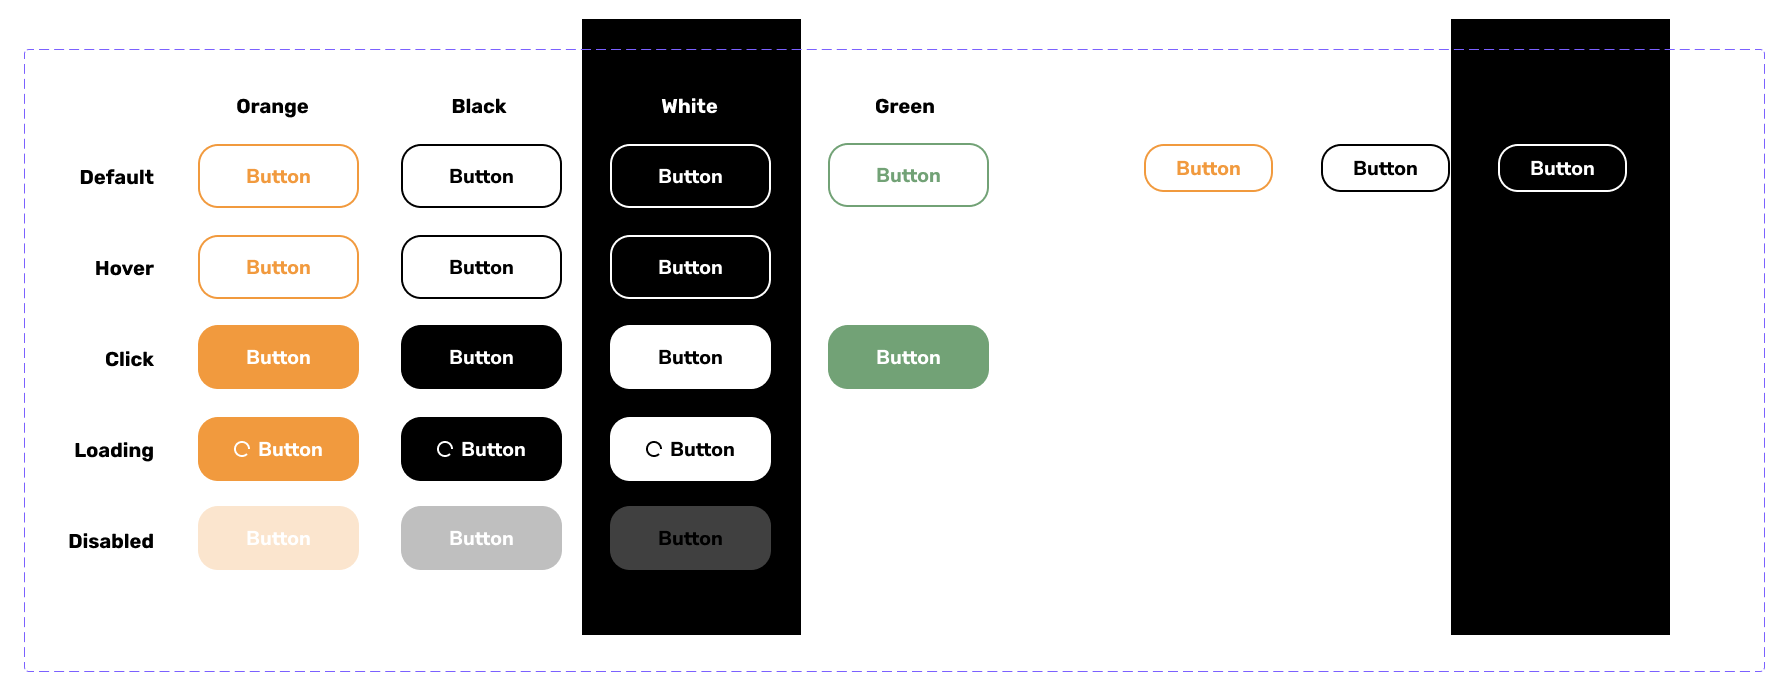 Orange Black White Green
Default Button Button Button Button Button Button Button
Hover Button Button Button
Click Button Button Button Button
Loading Button Button Button
Disabled Button Button Button